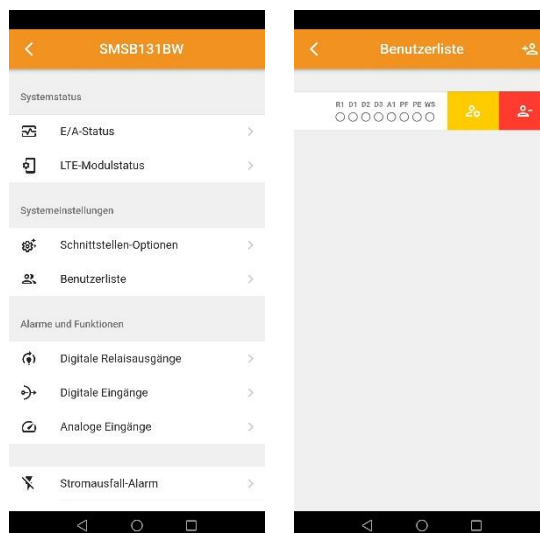 SMSB131BW
Systemstatus
E/A-Status
LTE-Modulstatus
Systemeinstellungen
Schnittstellen-Optionen
Benutzerliste
Alarme und Funktionen
Digitale Relaisausgänge
Digitale Eingänge
Analoge Eingänge
Stromausfall-Alarm
Benutzerliste
R1 D1 D2 D3 A1 PF PE WS